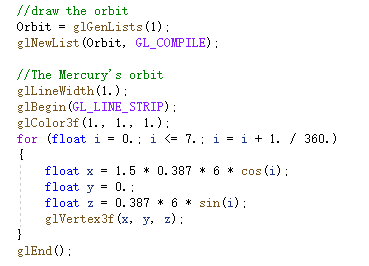 //draw the orbit
Orbit = glGenLists(1);
glNewList(Orbit, GL_COMPILE);
//The Mercury's orbit
glLineWidth(1.);
glBegin(GL_LINE_STRIP);
glColor3f(1., 1., 1.);
for (float i = 0.; i <= 7.; i = i + 1. / 360.)
{
float x = 1.5 * 0.387 * 6 * cos(i);
float y = 0.;
float z = 0.387 * 6 * sin(i);
glVertex3f(x, y, z);
}
glEnd();